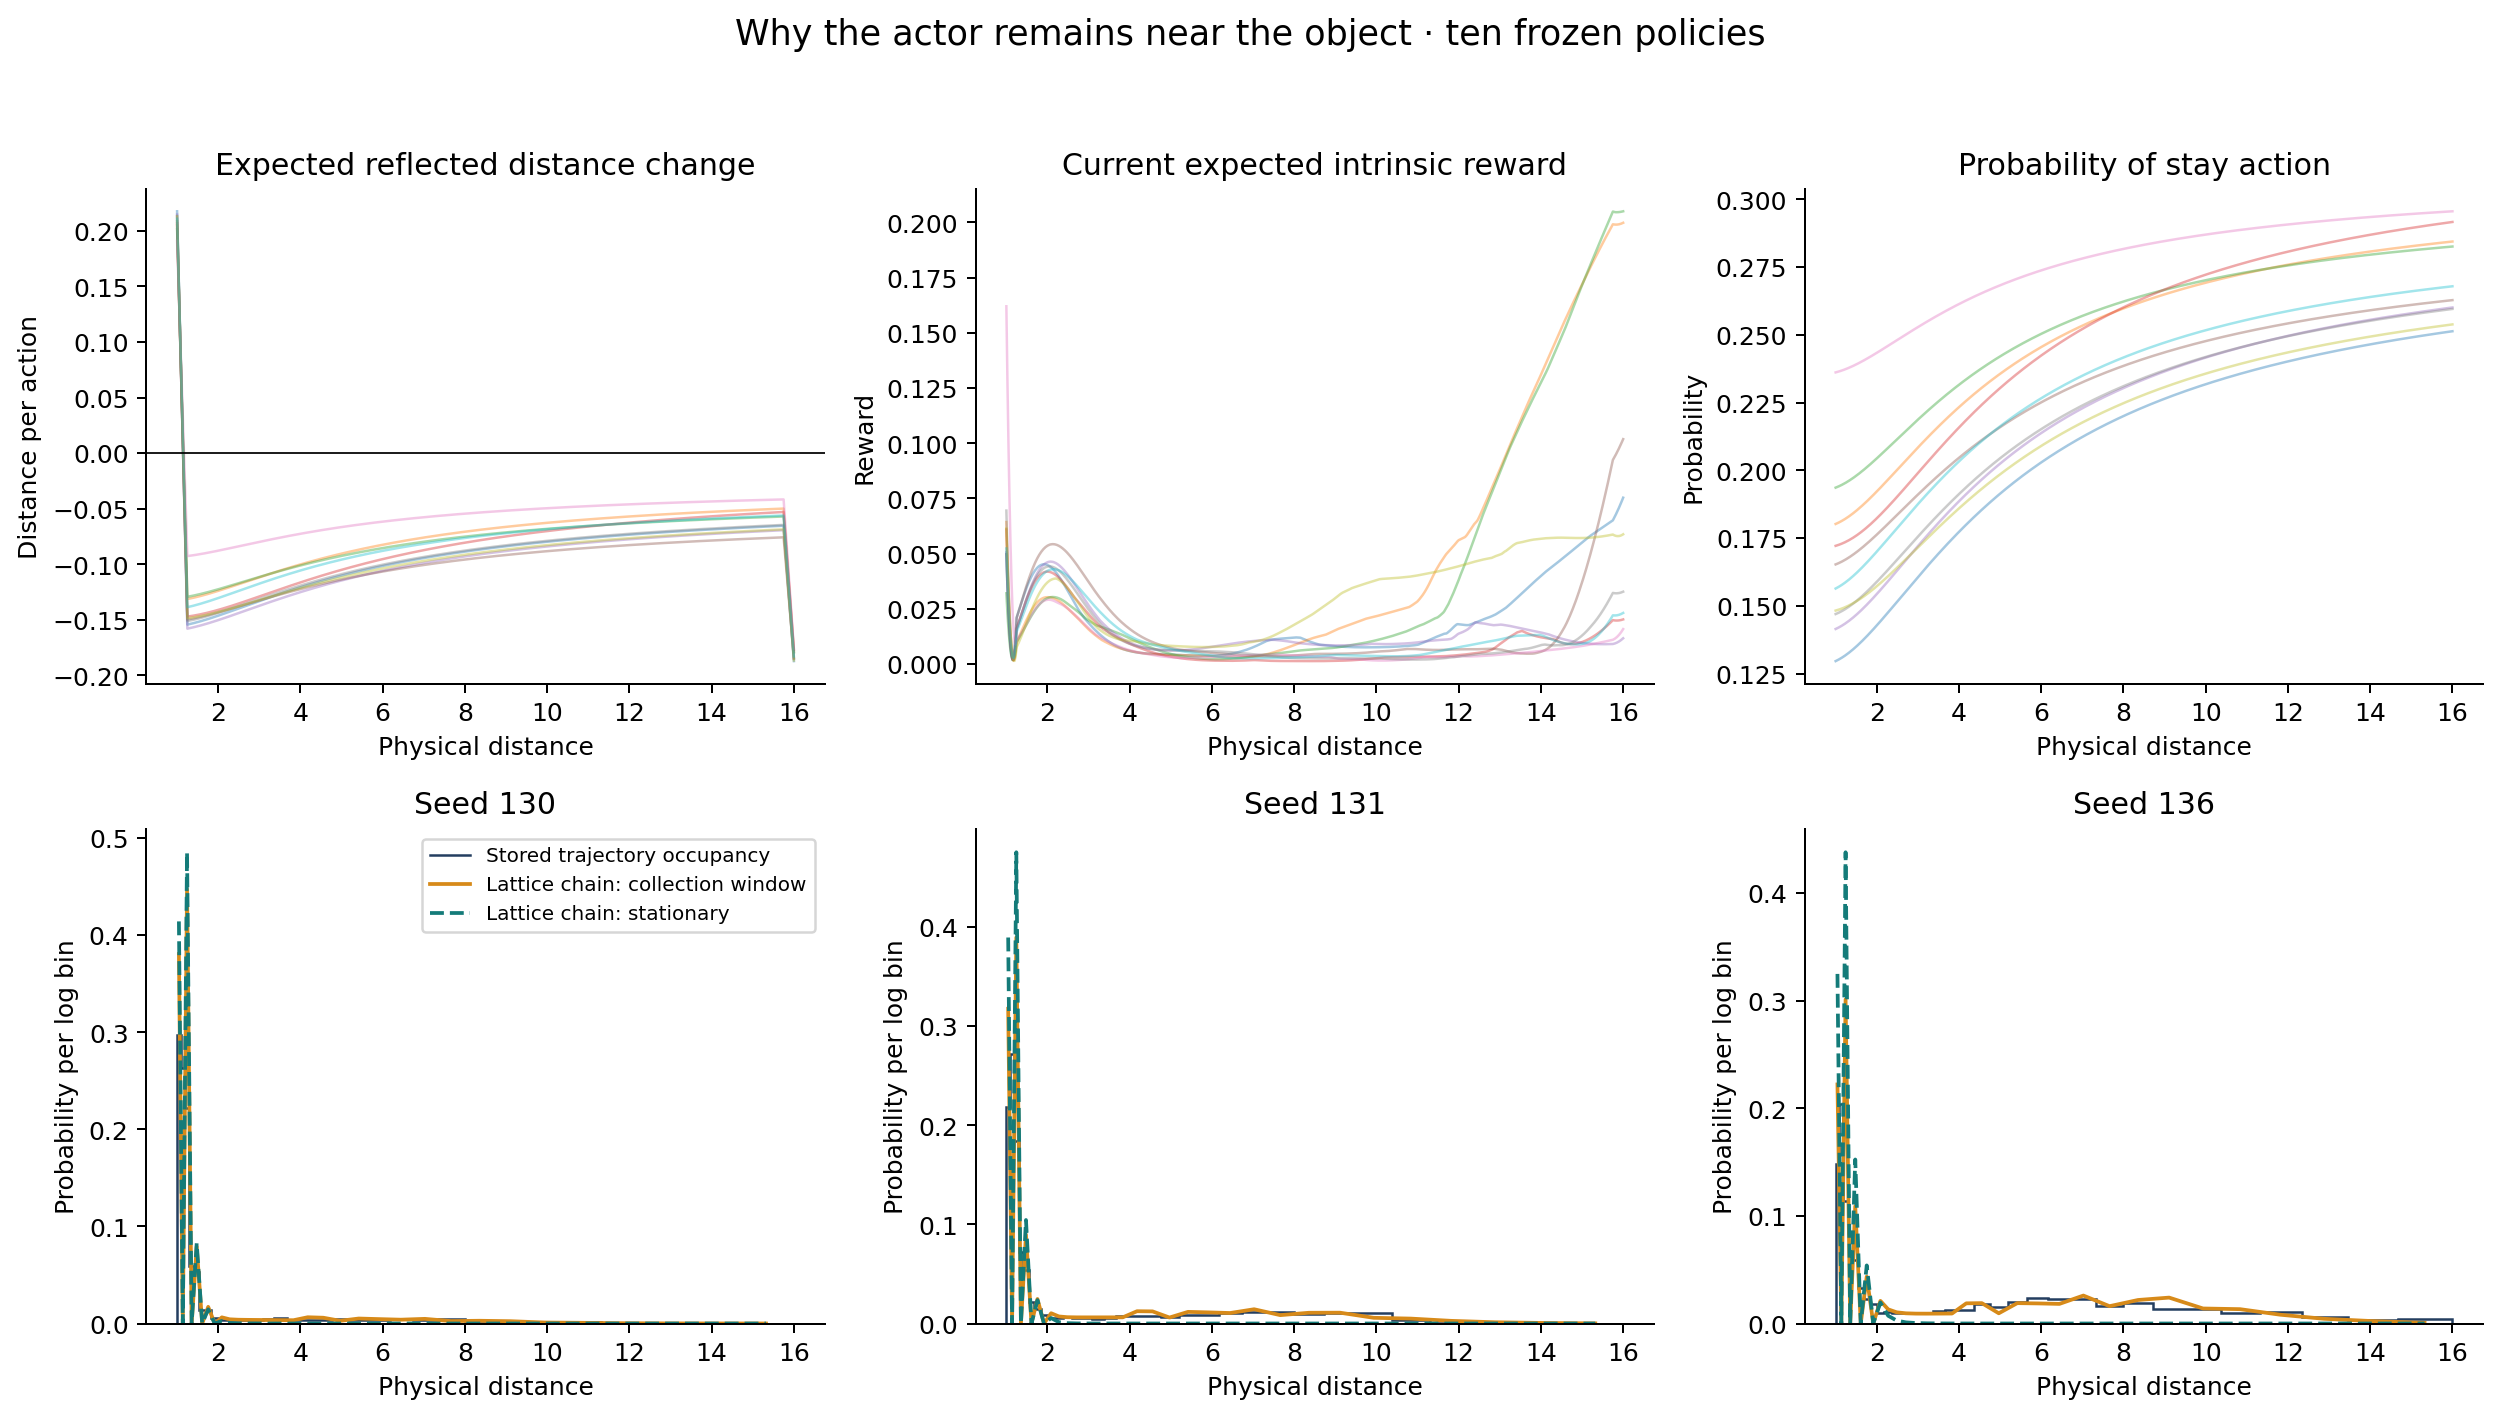 Why the actor remains near the object · ten frozen policies
Expected reflected distance change
Distance per action
0.20
0.15
0.10
0.05
0.00
−0.05
−0.10
−0.15
−0.20
2 4 6 8 10 12 14 16
Physical distance
Current expected intrinsic reward
Reward
0.200
0.175
0.150
0.125
0.100
0.075
0.050
0.025
0.000
2 4 6 8 10 12 14 16
Physical distance
Probability of stay action
Probability
0.300
0.275
0.250
0.225
0.200
0.175
0.150
0.125
2 4 6 8 10 12 14 16
Physical distance
Seed 130
Probability per log bin
0.5
0.4
0.3
0.2
0.1
0.0
Stored trajectory occupancy
Lattice chain: collection window
Lattice chain: stationary
2 4 6 8 10 12 14 16
Physical distance
Seed 131
Probability per log bin
0.4
0.3
0.2
0.1
0.0
2 4 6 8 10 12 14 16
Physical distance
Seed 136
Probability per log bin
0.4
0.3
0.2
0.1
0.0
2 4 6 8 10 12 14 16
Physical distance